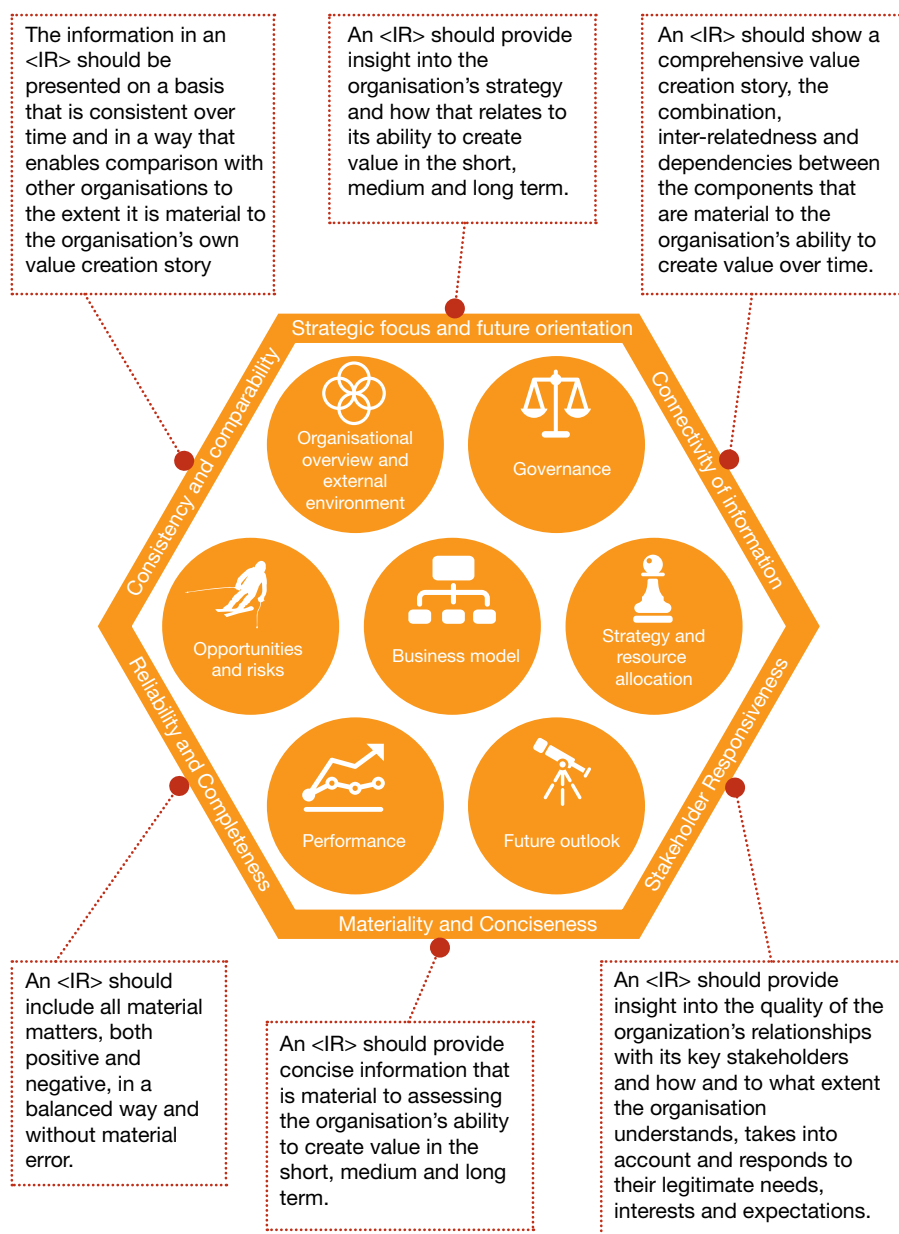 The information in an
<IR> should be
presented on a basis
that is consistent over
time and in a way that
enables comparison with
other organisations to
the extent it is material to
the organisation's own
value creation story
An <IR> should provide
insight into the
organisation's strategy
and how that relates to
its ability to create
value in the short,
medium and long term.
An <IR> should show a
comprehensive value
creation story, the
combination,
inter-relatedness and
dependencies between
the components that
are material to the
organisation's ability to
create value over time.
Strategic focus and future orientation
Consistency and comparability
Connectivity of information
Organisational
overview and
external
environment
Governance
Opportunities
and risks
Business model
Strategy and
resource
allocation
Performance
Future outlook
Reliability and Completeness
Stakeholder Responsiveness
Materiality and Conciseness
An <IR> should
include all material
matters, both
positive and
negative, in a
balanced way and
without material
error.
An <IR> should provide
concise information that
is material to assessing
the organisation's ability
to create value in the
short, medium and long
term.
An <IR> should provide
insight into the quality of the
organization's relationships
with its key stakeholders
and how and to what extent
the organisation
understands, takes into
account and responds to
their legitimate needs,
interests and expectations.